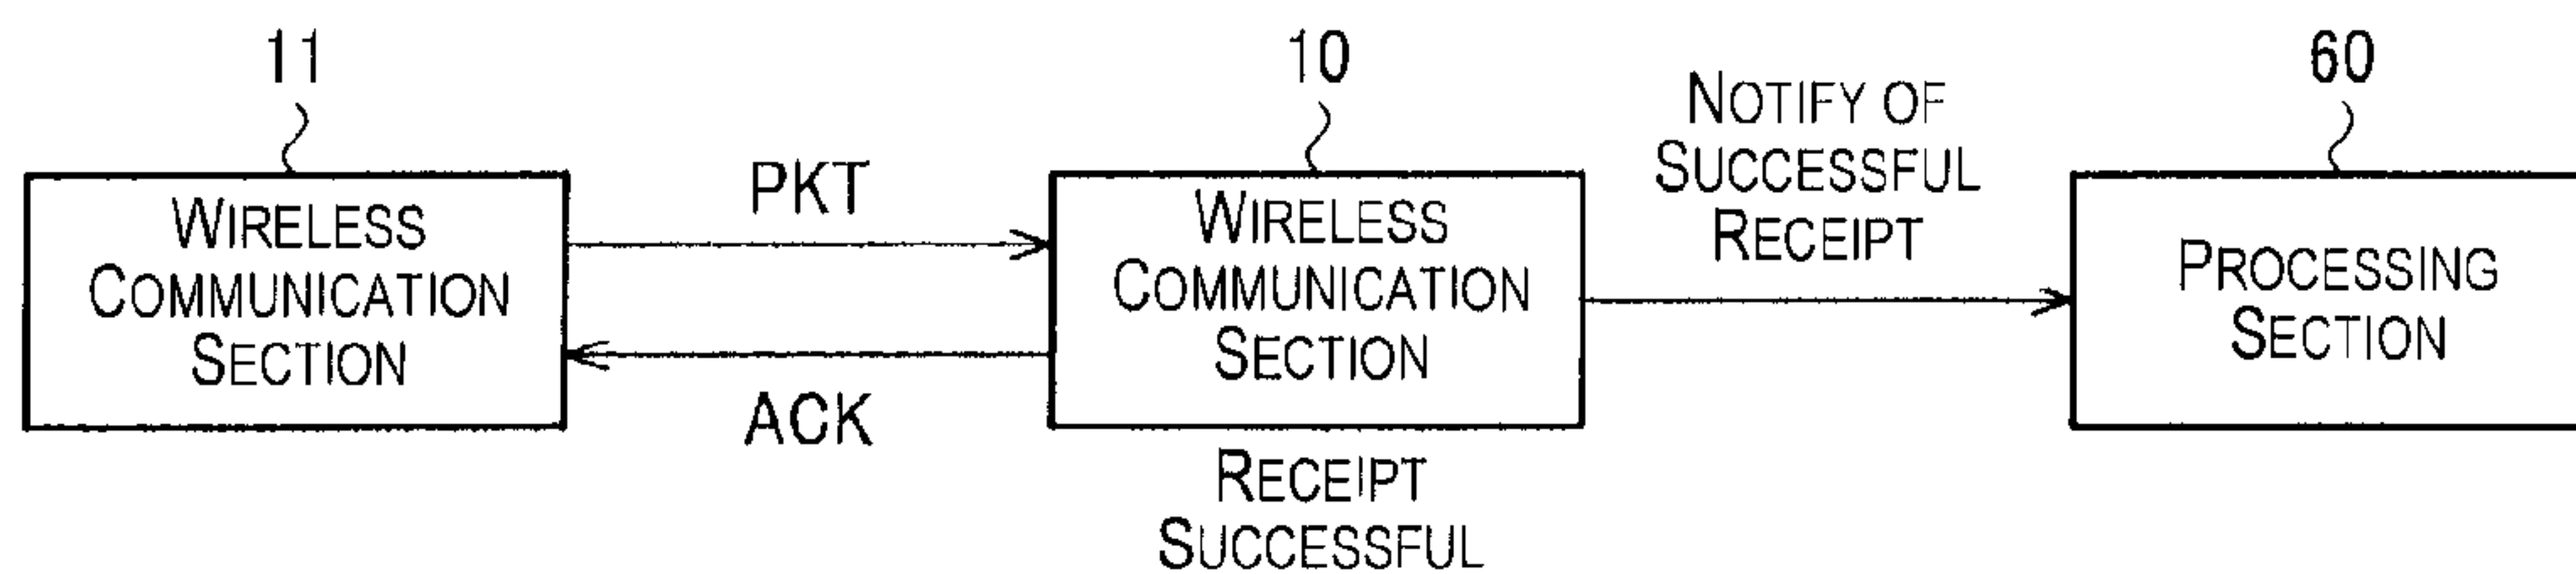 11
WIRELESS
COMMUNICATION
SECTION
PKT
ACK
10
WIRELESS
COMMUNICATION
SECTION
RECEIPT
SUCCESSFUL
NOTIFY OF
SUCCESSFUL
RECEIPT
60
PROCESSING
SECTION